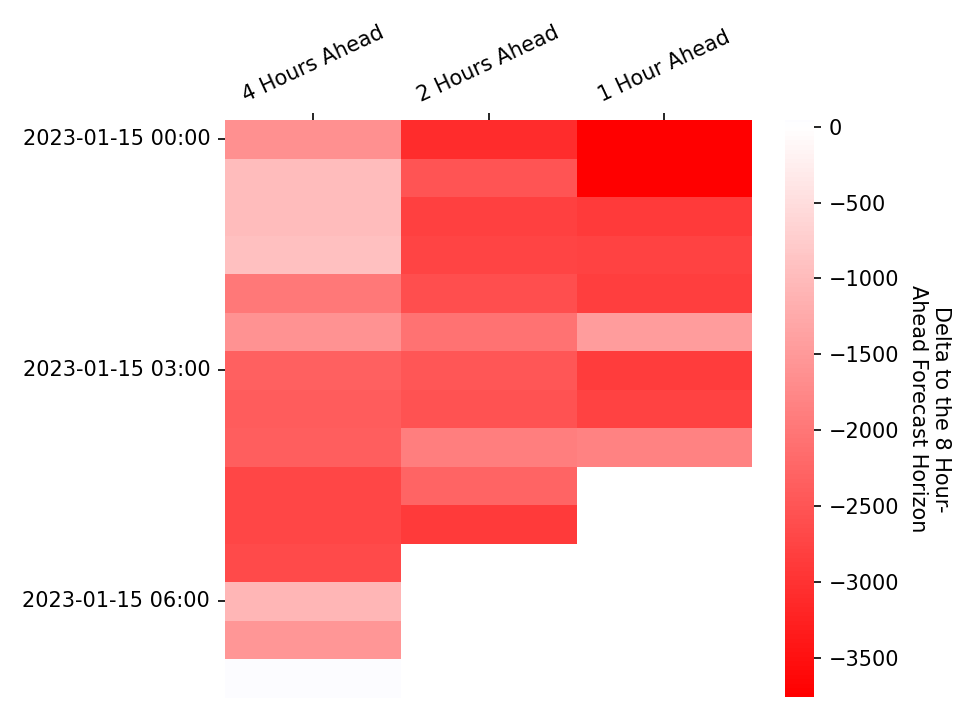 4 Hours Ahead
2 Hours Ahead
1 Hour Ahead
2023-01-15 00:00
2023-01-15 03:00
2023-01-15 06:00
0
−500
−1000
−1500
−2000
−2500
−3000
−3500
Delta to the 8 Hour-
Ahead Forecast Horizon